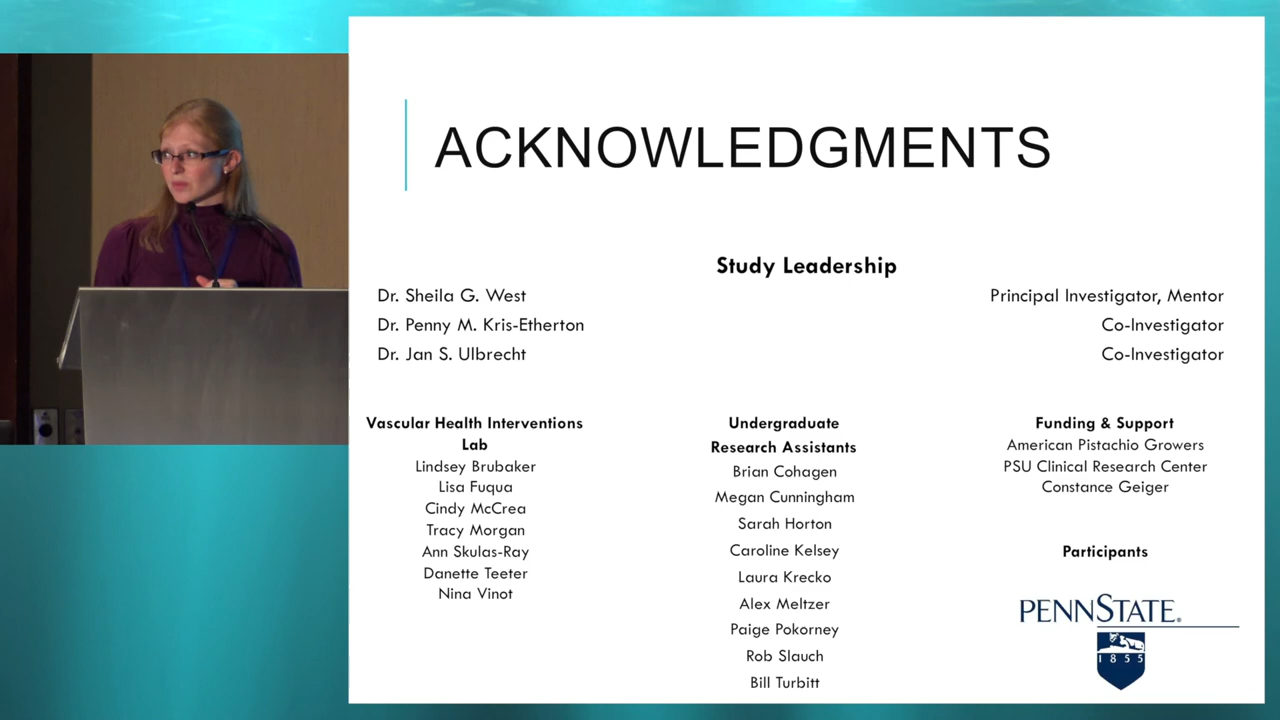 ACKNOWLEDGMENTS
Study Leadership
Dr. Sheila G. West Principal Investigator, Mentor
Dr. Penny M. Kris-Etherton Co-Investigator
Dr. Jan S. Ulbrecht Co-Investigator
Vascular Health Interventions
Lab
Lindsey Brubaker
Lisa Fuqua
Cindy McCrea
Tracy Morgan
Ann Skulas-Ray
Danette Teeter
Nina Vinot
Undergraduate
Research Assistants
Brian Cohagen
Megan Cunningham
Sarah Horton
Caroline Kelsey
Laura Krecko
Alex Meltzer
Paige Pokorney
Rob Slauch
Bill Turbitt
Funding & Support
American Pistachio Growers
PSU Clinical Research Center
Constance Geiger
Participants
PENNSTATE®
1855